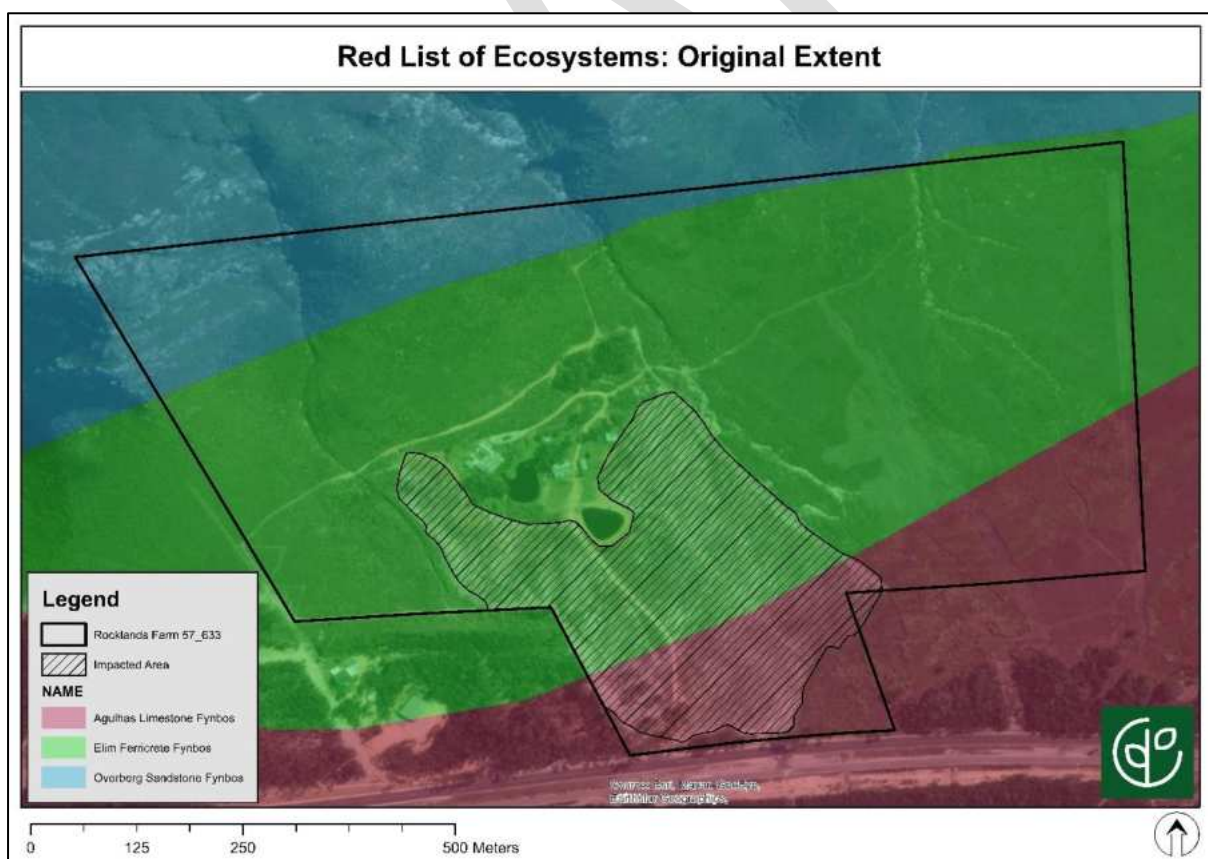 Red List of Ecosystems: Original Extent
Legend
Rocklands Farm 57_633
Impacted Area
NAME
Agulhas Limestone Fynbos
Elim Ferricrete Fynbos
Overberg Sandstone Fynbos
0 125 250 500 Meters